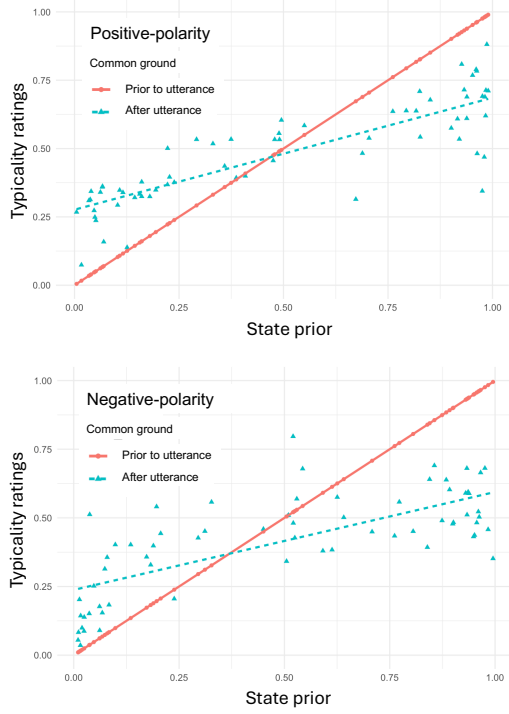 Positive-polarity
Common ground
Prior to utterance
After utterance
Typicality ratings
1.00
0.75
0.50
0.25
0.00
0.00 0.25 0.50 0.75 1.00
State prior
Negative-polarity
Common ground
Prior to utterance
After utterance
Typicality ratings
1.00
0.75
0.50
0.25
0.00
0.00 0.25 0.50 0.75 1.00
State prior